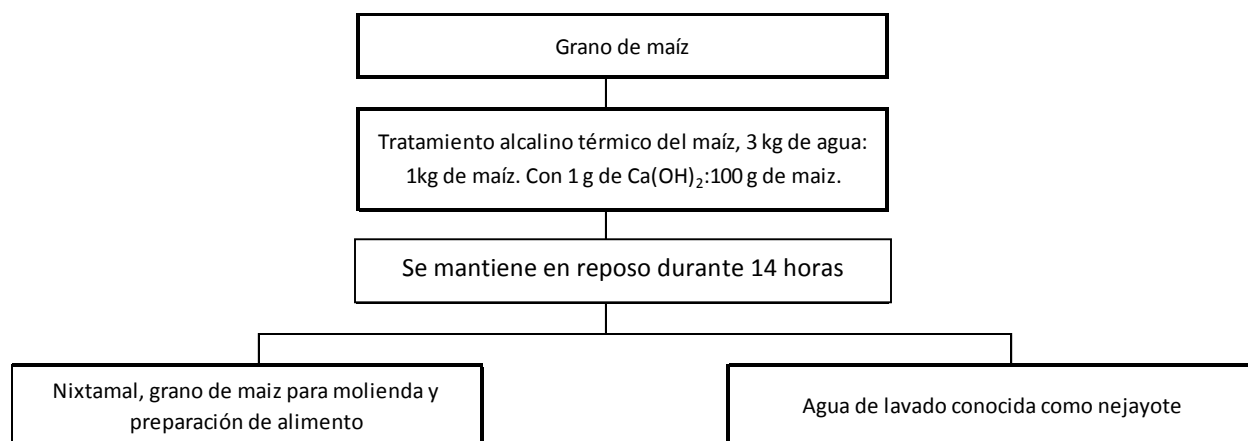 Grano de maíz
Tratamiento alcalino térmico del maíz, 3 kg de agua:
1kg de maíz. Con 1 g de Ca(OH)₂:100 g de maiz.
Se mantiene en reposo durante 14 horas
Nixtamal, grano de maiz para molienda y
preparación de alimento
Agua de lavado conocida como nejayote